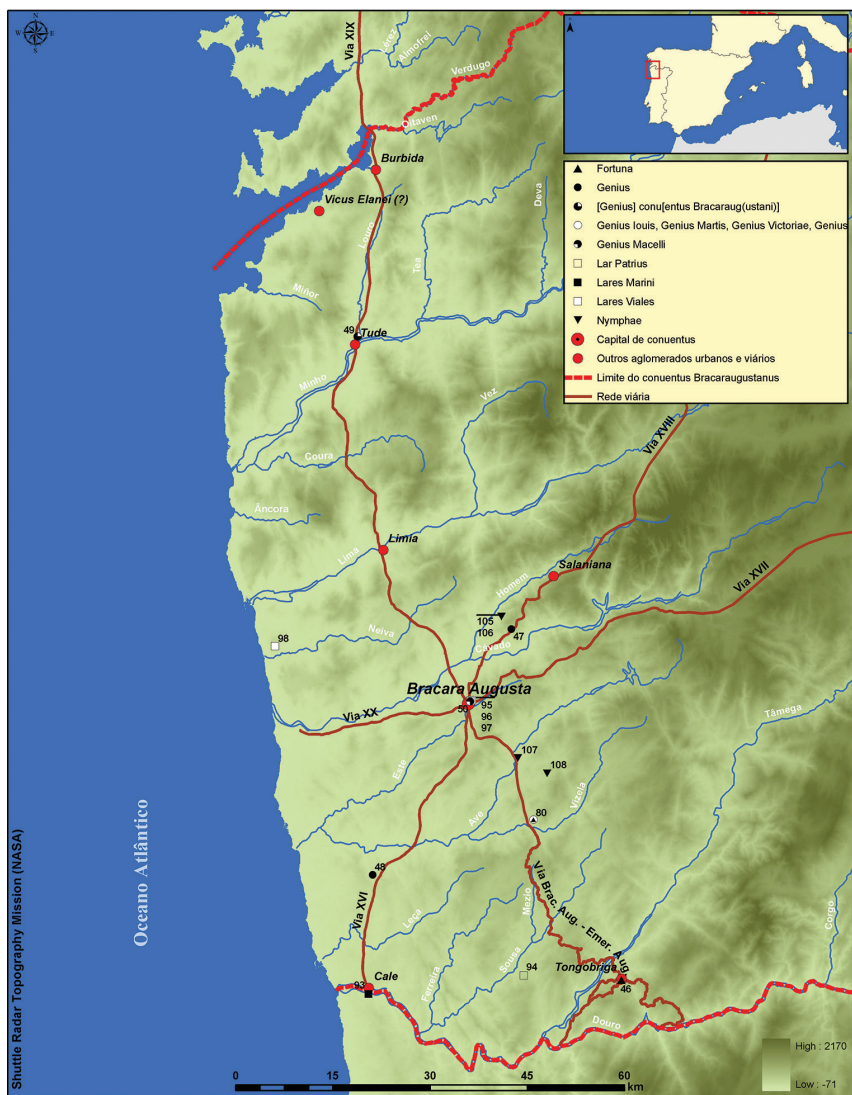 N
W
E
S
Via XIX
Lerez
Almofrei
Verdugo
Oitaven
Burbida
Vicus Elanei (?)
Louro
Tea
Deva
Miñor
49
Tude
Minho
Vez
Coura
Via XVIII
Âncora
Limia
Lima
Salaniana
Homem
Via XVII
105
106
47
Neiva
98
Cávado
Bracara Augusta
50
95
96
97
Via XX
Tâmega
Este
107
108
Ave
Vizela
80
48
Via XVI
Leça
Mezio
Via Brac. Aug. - Emer. Aug.
Corgo
Ferreira
Sousa
94
Tongobriga
46
Cale
93
Douro
Oceano Atlântico
Shuttle Radar Topography Mission (NASA)
N
Fortuna
Genius
[Genius] conu[entus Bracaraug(ustani)]
Genius Iouis, Genius Martis, Genius Victoriae, Genius
Genius Macelli
Lar Patrius
Lares Marini
Lares Viales
Nymphae
Capital de conuentus
Outros aglomerados urbanos e viários
Limite do conuentus Bracaraugustanus
Rede viária
High : 2170
Low : -71
0 15 30 45 60
km